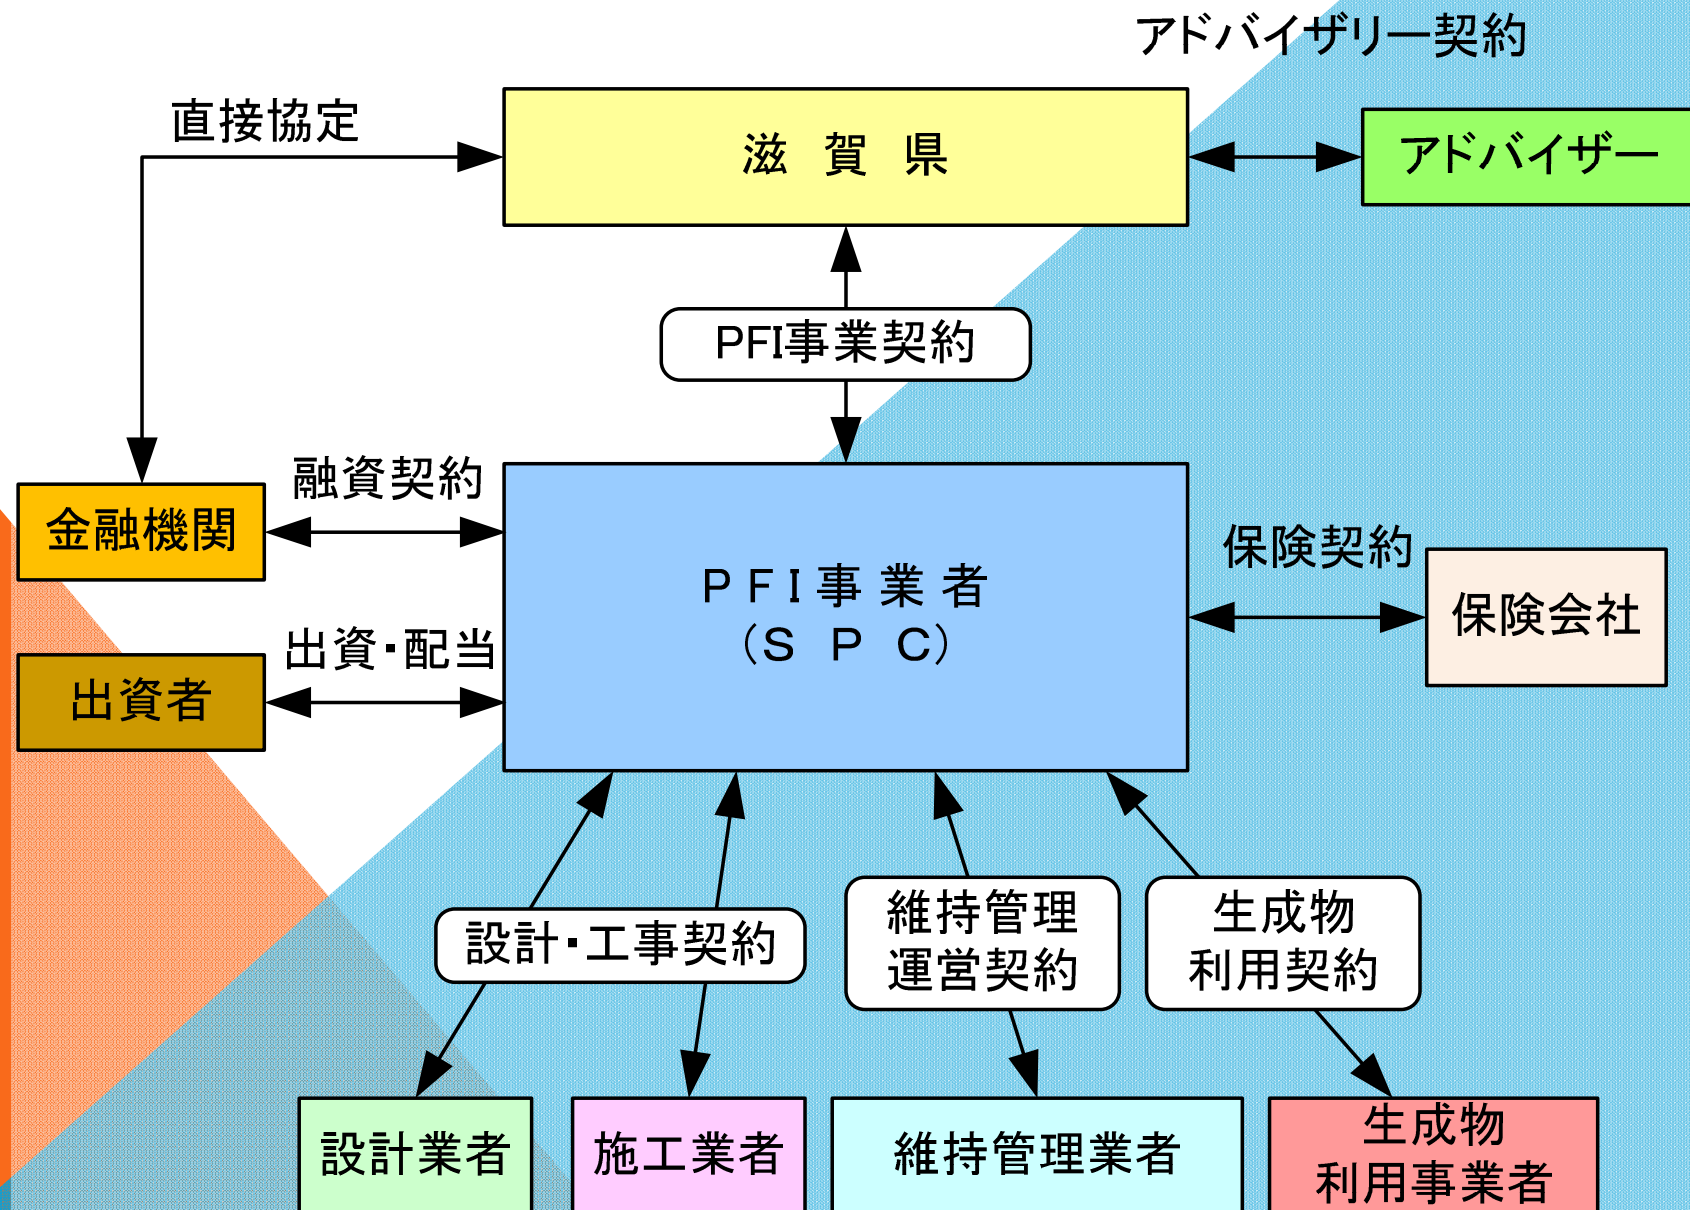 アドバイザリー契約
直接協定
滋 賀 県
アドバイザー
PFI事業契約
融資契約
金融機関
保険契約
PFI事業者
(S P C)
保険会社
出資・配当
出資者
設計・工事契約
維持管理
運営契約
生成物
利用契約
設計業者
施工業者
維持管理業者
生成物
利用事業者